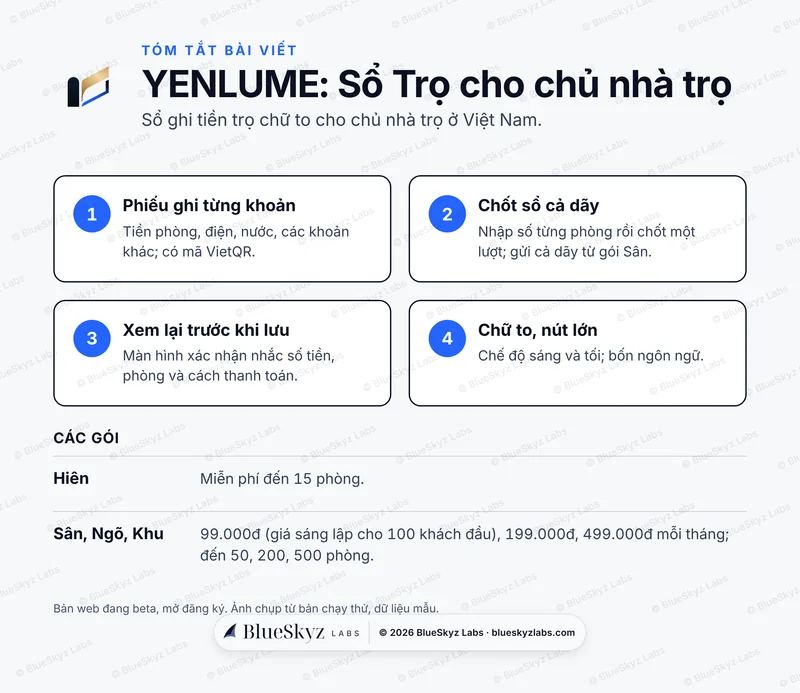 TÓM TẮT BÀI VIẾT
YENLUME: Sổ Trọ cho chủ nhà trọ
Sổ ghi tiền trọ chữ to cho chủ nhà trọ ở Việt Nam.
1
Phiếu ghi từng khoản
Tiền phòng, điện, nước, các khoản
khác; có mã VietQR.
2
Chốt sổ cả dãy
Nhập số từng phòng rồi chốt một
lượt; gửi cả dãy từ gói Sân.
3
Xem lại trước khi lưu
Màn hình xác nhận nhắc số tiền,
phòng và cách thanh toán.
4
Chữ to, nút lớn
Chế độ sáng và tối; bốn ngôn ngữ.
CÁC GÓI
Hiên
Miễn phí đến 15 phòng.
Sân, Ngõ, Khu
99.000đ (giá sáng lập cho 100 khách đầu), 199.000đ, 499.000đ mỗi tháng;
đến 50, 200, 500 phòng.
Bản web đang beta, mở đăng ký. Ảnh chụp từ bản chạy thử, dữ liệu mẫu.
BlueSkyz LABS
© 2026 BlueSkyz Labs · blueskyzlabs.com
© BlueSkyz Labs